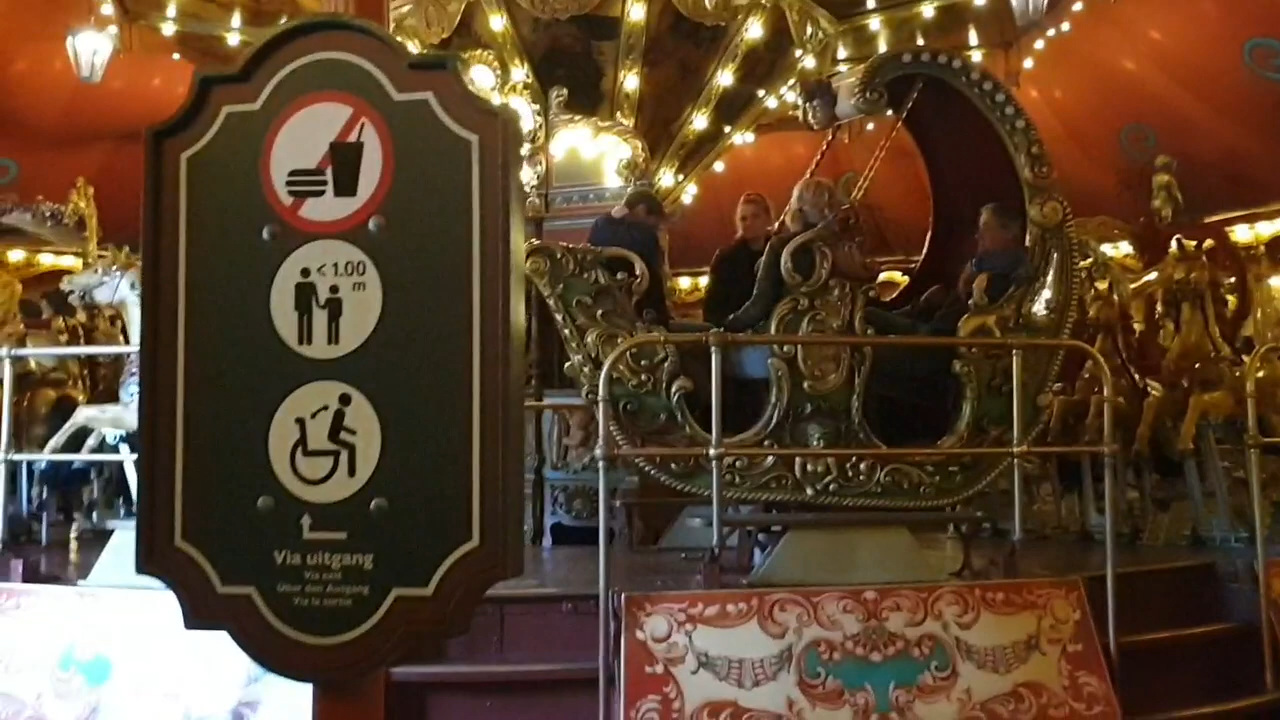 < 1.00
m
Via uitgang
Via exit
Über den Ausgang
Via la sortie